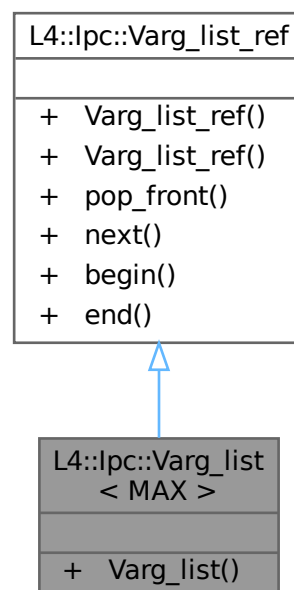 L4::Ipc::Varg_list_ref
+ Varg_list_ref()
+ Varg_list_ref()
+ pop_front()
+ next()
+ begin()
+ end()
L4::Ipc::Varg_list
< MAX >
+ Varg_list()